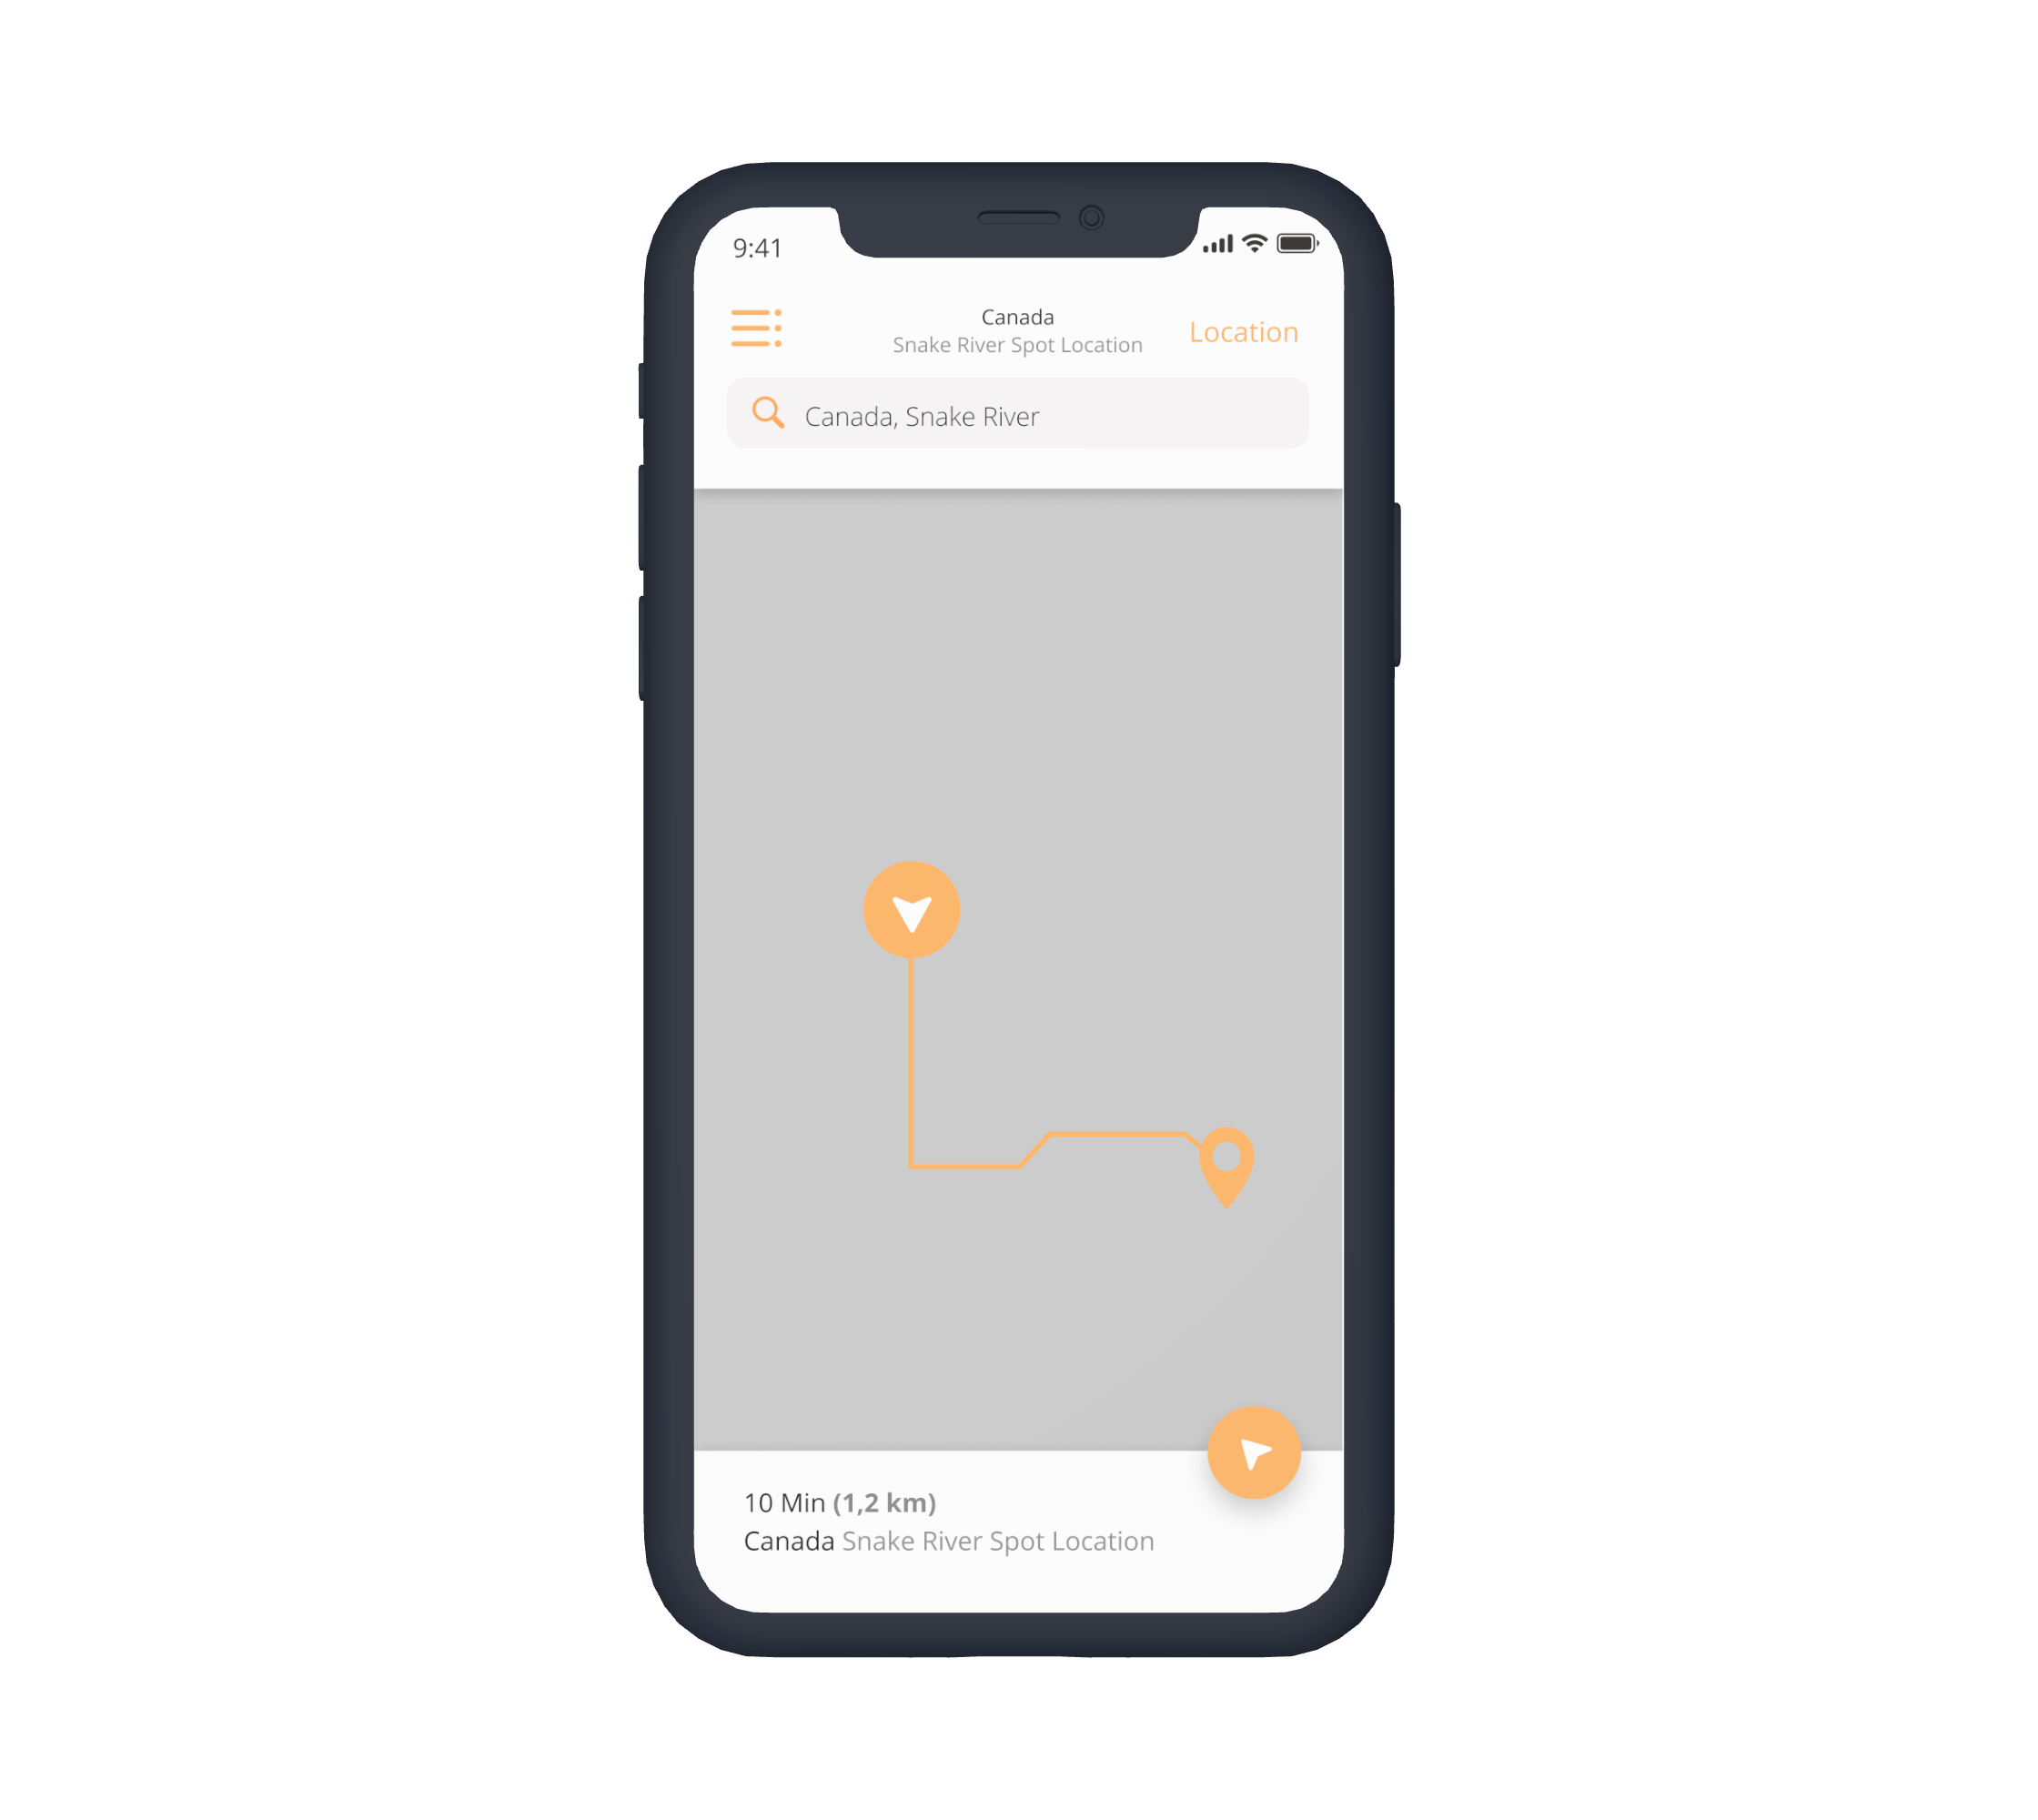 9:41
Canada
Snake River Spot Location
Location
Canada, Snake River
10 Min (1,2 km)
Canada Snake River Spot Location